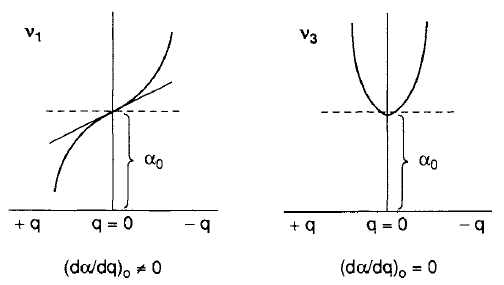 ν1 ν3
α0 α0
+ q q = 0 − q + q q = 0 − q
(dα/dq)o ≠ 0 (dα/dq)o = 0